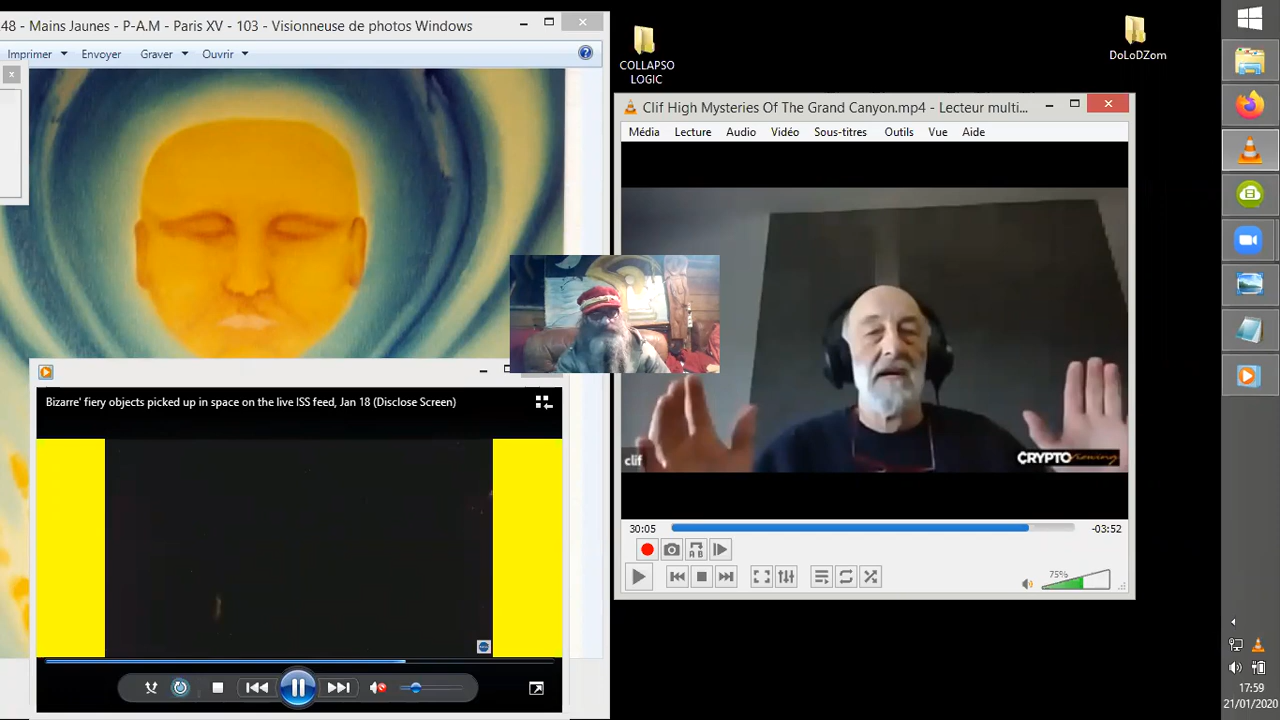 48 - Mains Jaunes - P-A.M - Paris XV - 103 - Visionneuse de photos Windows
Imprimer Envoyer Graver Ouvrir
COLLAPSO
LOGIC
DoLoDZom
Clif High Mysteries Of The Grand Canyon.mp4 - Lecteur multi...
Média Lecture Audio Vidéo Sous-titres Outils Vue Aide
clif
CRYPTO viewing
30:05 -03:52
75%
Bizarre' fiery objects picked up in space on the live ISS feed, Jan 18 (Disclose Screen)
17:59
21/01/2020